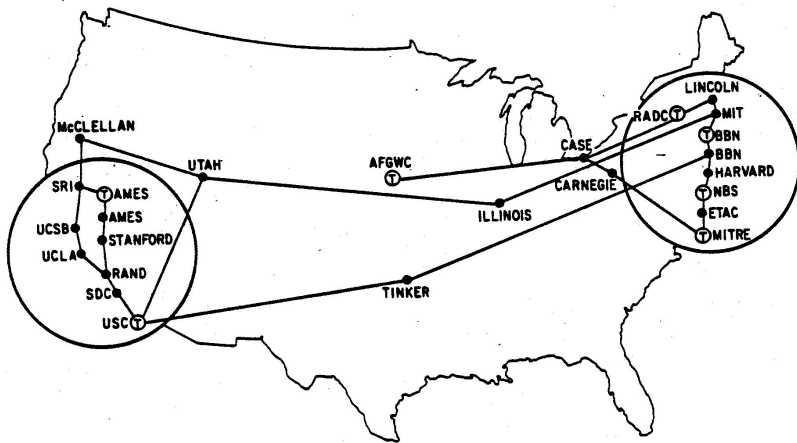 LINCOLN
RADC T
MIT
T BBN
BBN
HARVARD
T NBS
ETAC
T MITRE
McCLELLAN
UTAH
AFGWC
T
CASE
CARNEGIE
ILLINOIS
TINKER
SRI
T AMES
AMES
UCSB
STANFORD
UCLA
RAND
SDC
USC T